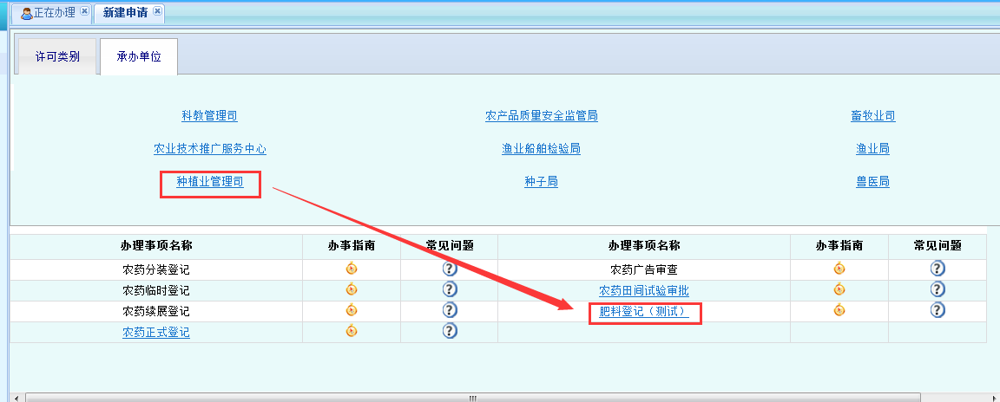 正在办理 新建申请
许可类别 承办单位
科教管理司 农产品质量安全监管局 畜牧业司
农业技术推广服务中心 渔业船舶检验局 渔业局
种植业管理司 种子局 兽医局
办理事项名称 办事指南 常见问题 办理事项名称 办事指南 常见问题
农药分装登记 农药广告审查
农药临时登记 农药田间试验审批
农药续展登记 肥料登记（测试）
农药正式登记